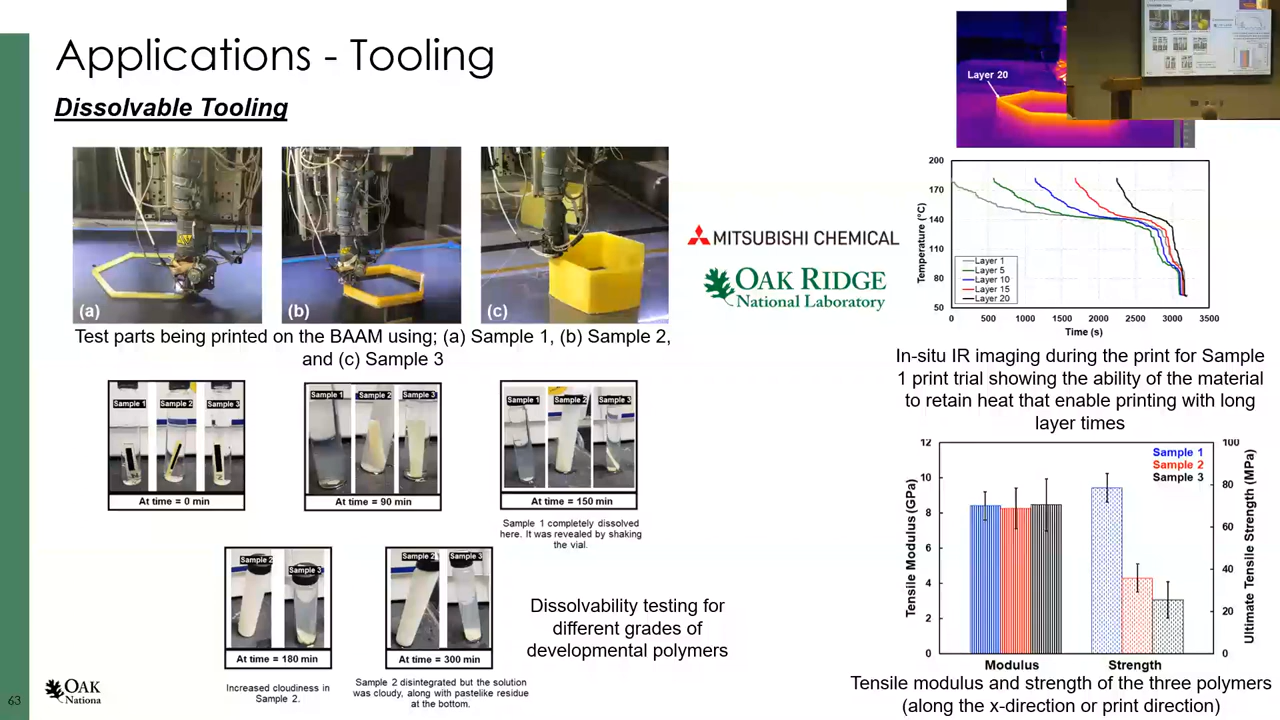 Applications - Tooling
Dissolvable Tooling
(a)
(b)
(c)
Test parts being printed on the BAAM using; (a) Sample 1, (b) Sample 2,
and (c) Sample 3
Sample 1
Sample 2
Sample 3
At time = 0 min
Sample 1
Sample 2
Sample 3
At time = 90 min
Sample 1
Sample 2
Sample 3
At time = 150 min
Sample 1 completely dissolved
here. It was revealed by shaking
the vial.
Sample 2
Sample 3
At time = 180 min
Increased cloudiness in
Sample 2.
Sample 2
Sample 3
At time = 300 min
Sample 2 disintegrated but the solution
was cloudy, along with pastelike residue
at the bottom.
Dissolvability testing for
different grades of
developmental polymers
MITSUBISHI CHEMICAL
OAK RIDGE
National Laboratory
Layer 20
200
170
140
110
80
50
Temperature (°C)
Layer 1
Layer 5
Layer 10
Layer 15
Layer 20
0 500 1000 1500 2000 2500 3000 3500
Time (s)
In-situ IR imaging during the print for Sample
1 print trial showing the ability of the material
to retain heat that enable printing with long
layer times
12
10
8
6
4
2
0
Tensile Modulus (GPa)
Sample 1
Sample 2
Sample 3
100
80
60
40
20
0
Ultimate Tensile Strength (MPa)
Modulus Strength
Tensile modulus and strength of the three polymers
(along the x-direction or print direction)
63
OAK
Nationa